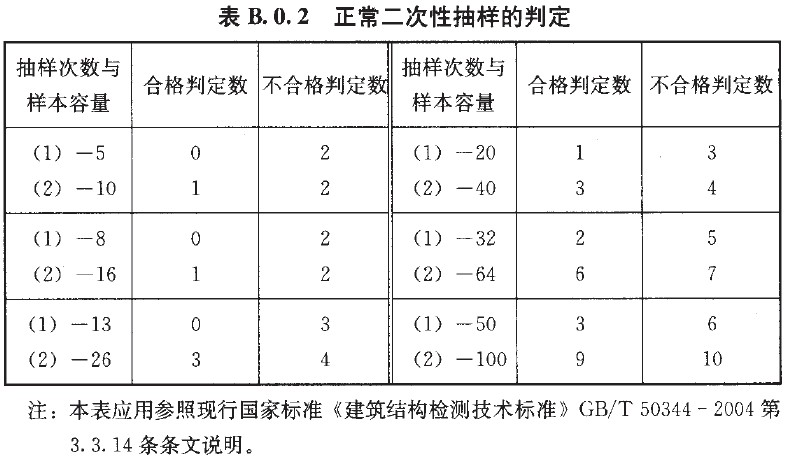 表 B.0.2 正常二次性抽样的判定
抽样次数与样本容量 合格判定数 不合格判定数 抽样次数与样本容量 合格判定数 不合格判定数
(1) -5 0 2 (1) -20 1 3
(2) -10 1 2 (2) -40 3 4
(1) -8 0 2 (1) -32 2 5
(2) -16 1 2 (2) -64 6 7
(1) -13 0 3 (1) -50 3 6
(2) -26 3 4 (2) -100 9 10
注：本表应用参照现行国家标准《建筑结构检测技术标准》GB/T 50344-2004 第
3.3.14 条条文说明。